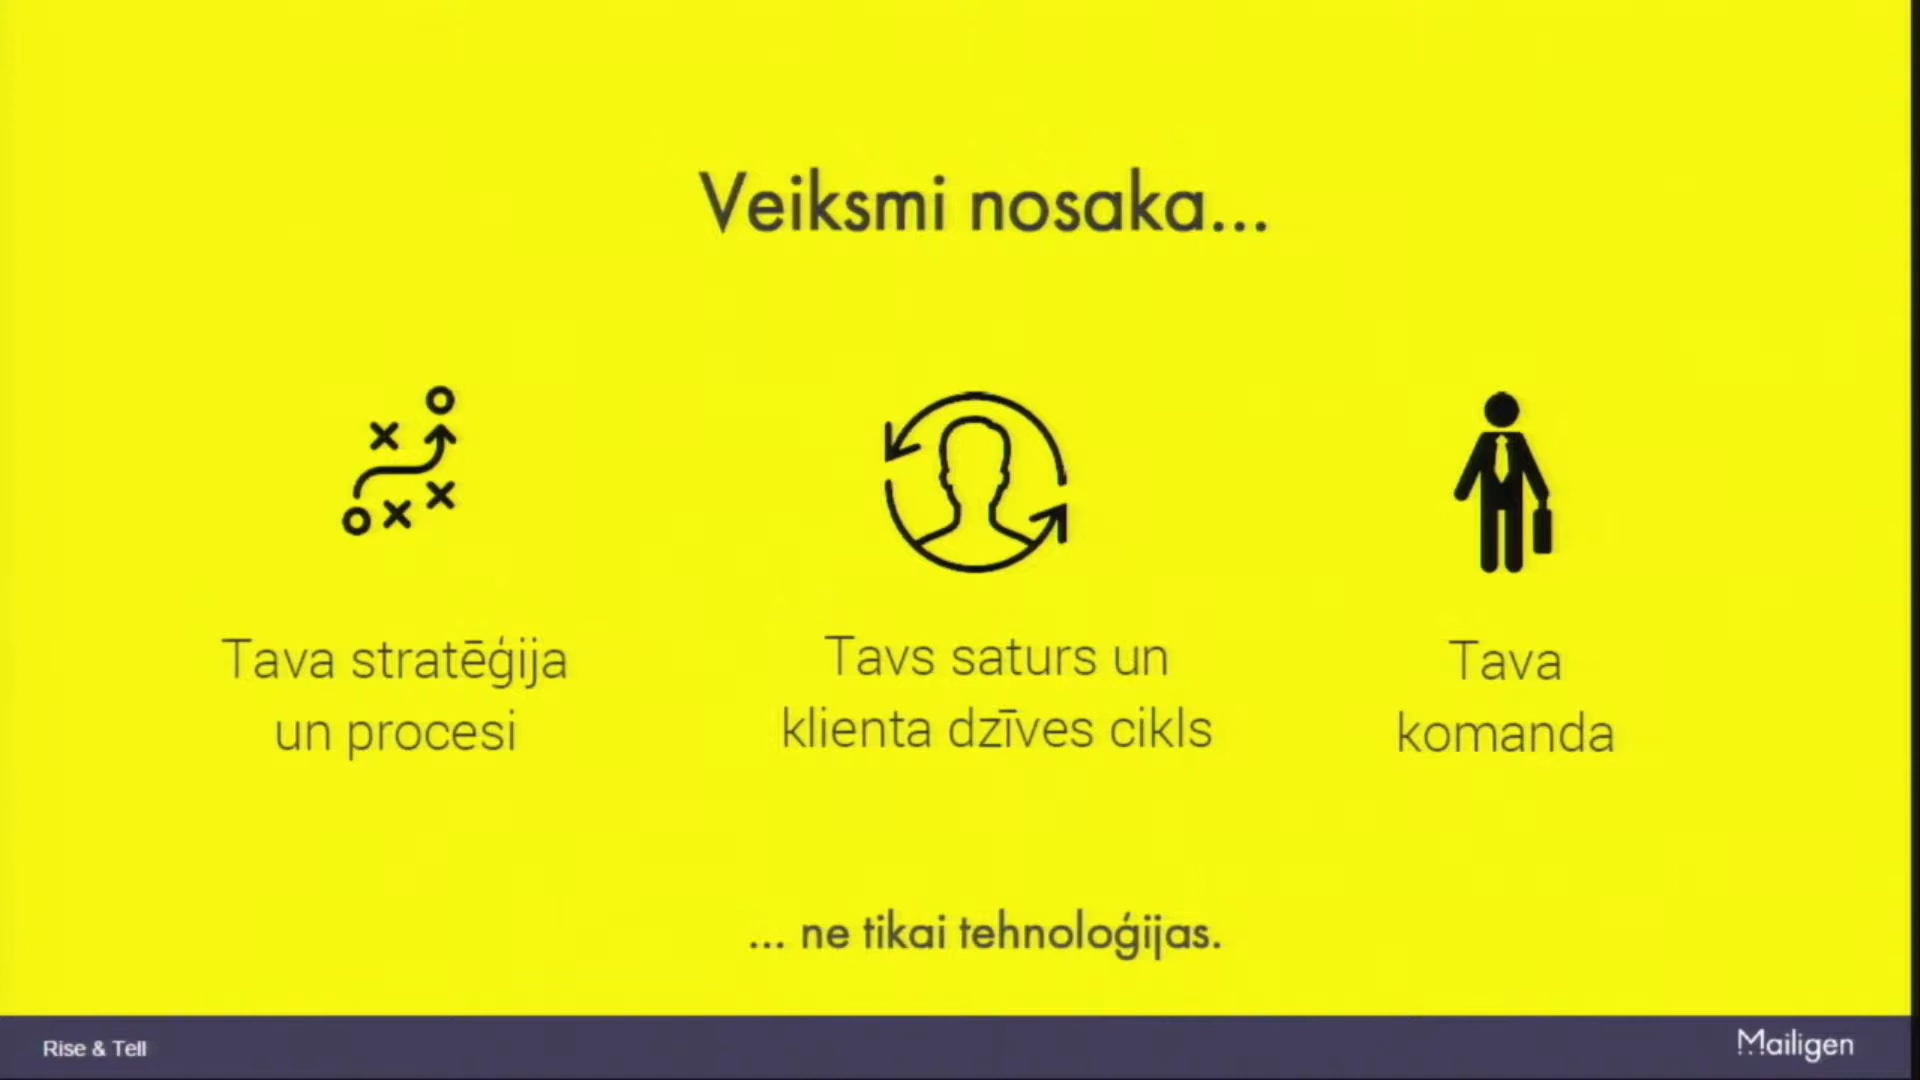 Veiksmi nosaka...
Tava stratēģija
un procesi
Tavs saturs un
klienta dzīves cikls
Tava
komanda
... ne tikai tehnoloģijas.
Rise & Tell
Mailigen